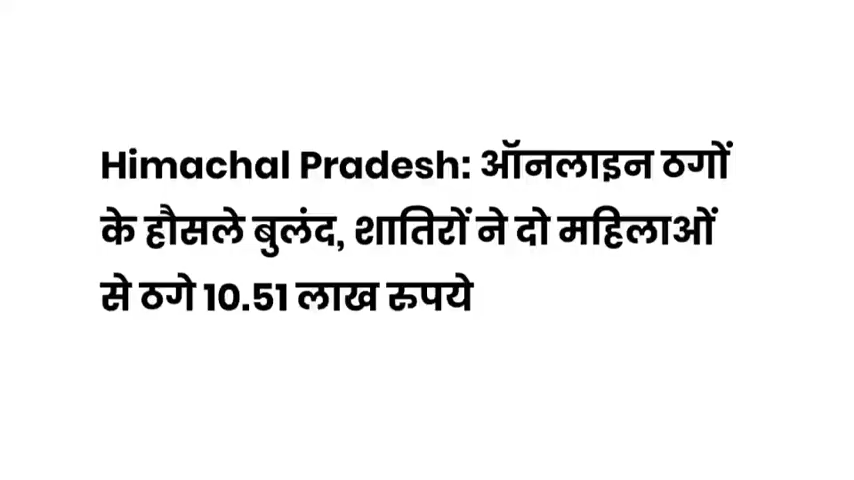 Himachal Pradesh: ऑनलाइन ठगों
के हौसले बुलंद, शातिरों ने दो महिलाओं
से ठगे 10.51 लाख रुपये